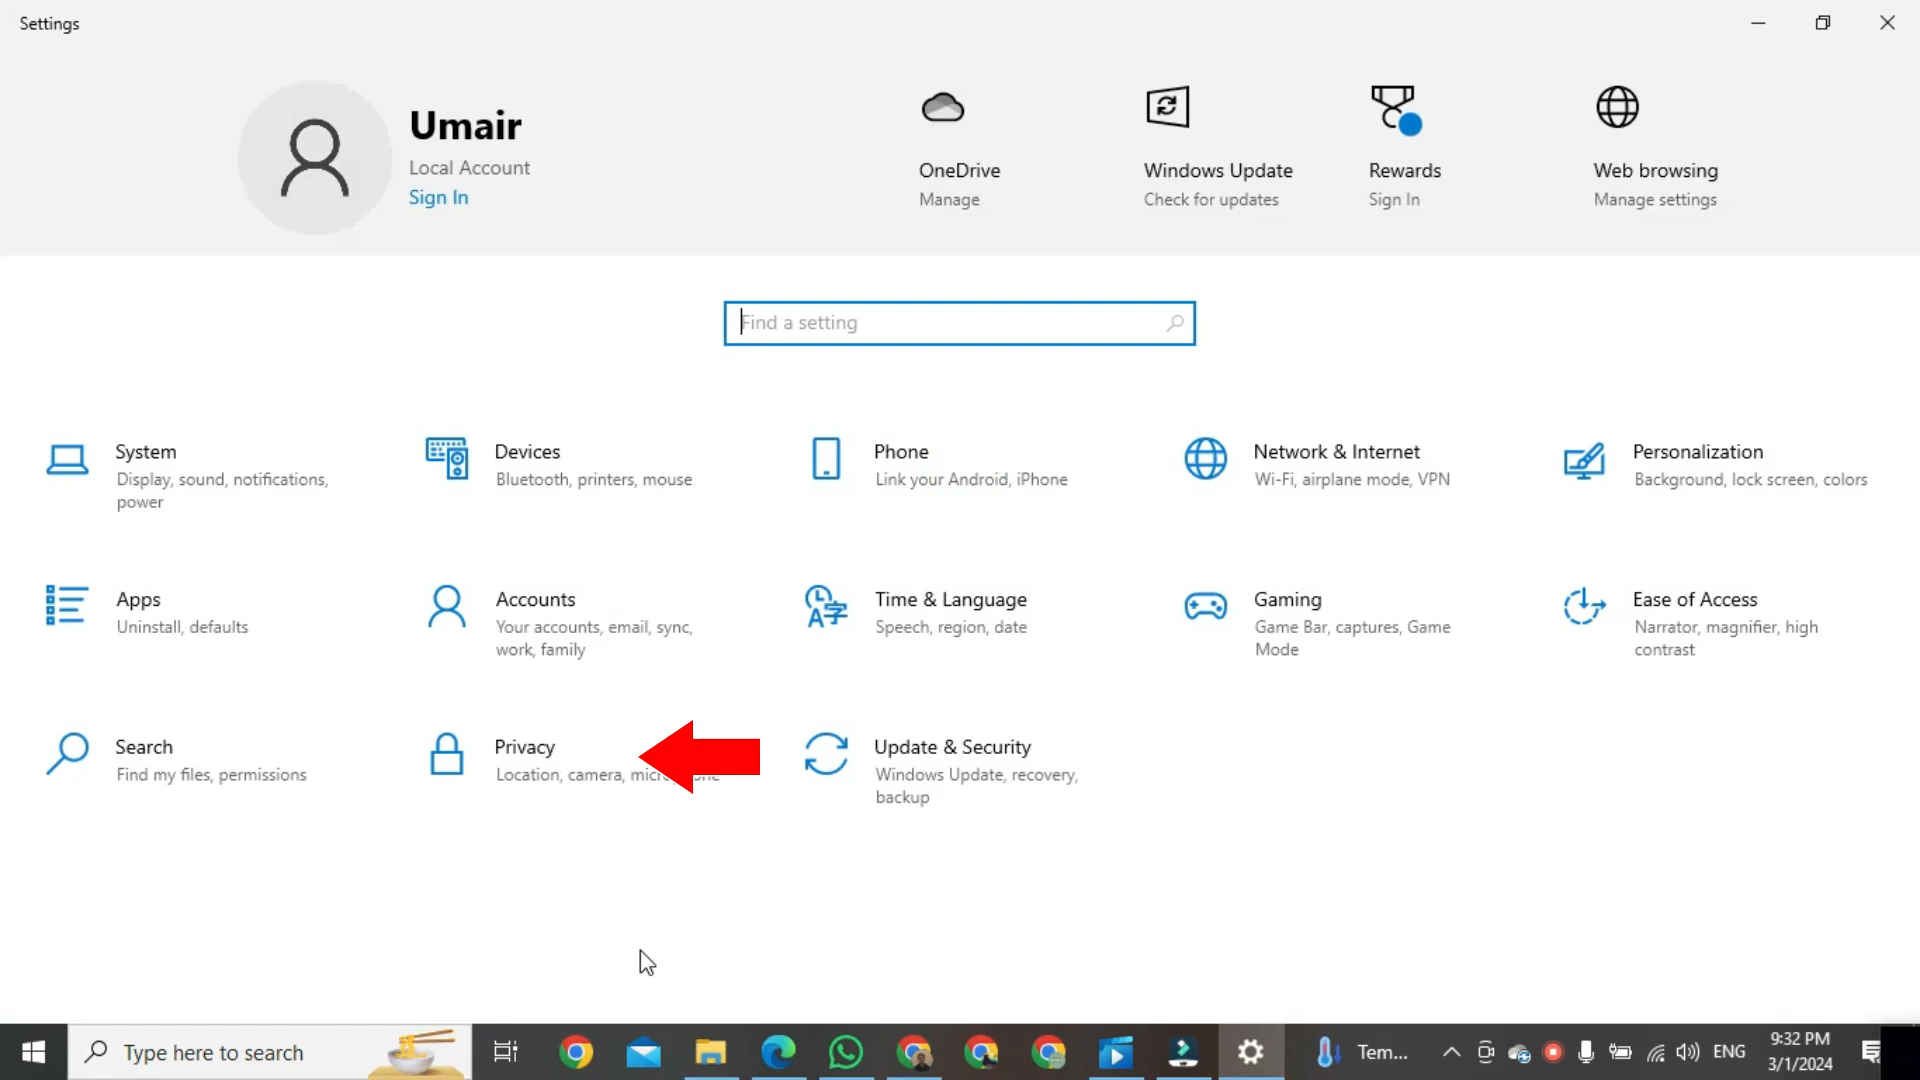 Settings
Umair
Local Account
Sign In
OneDrive
Manage
Windows Update
Check for updates
Rewards
Sign In
Web browsing
Manage settings
Find a setting
System
Display, sound, notifications,
power
Devices
Bluetooth, printers, mouse
Phone
Link your Android, iPhone
Network & Internet
Wi-Fi, airplane mode, VPN
Personalization
Background, lock screen, colors
Apps
Uninstall, defaults
Accounts
Your accounts, email, sync,
work, family
Time & Language
Speech, region, date
Gaming
Game Bar, captures, Game
Mode
Ease of Access
Narrator, magnifier, high
contrast
Search
Find my files, permissions
Privacy
Location, camera,
Update & Security
Windows Update, recovery,
backup
Type here to search
Tem...
ENG
9:32 PM
3/1/2024